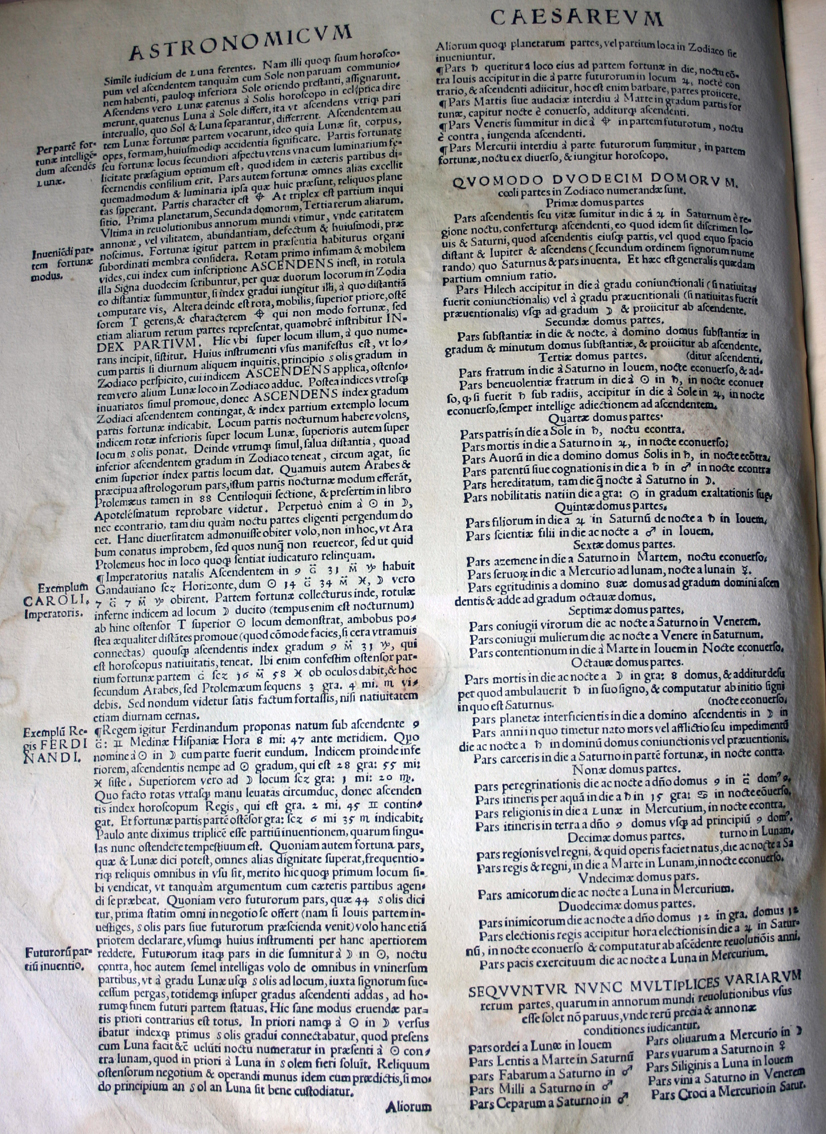 ASTRONOMICVM
Simile iudicium de Luna ferentes. Nam illi quoq; suum horosco-
pum vel ascendentem tanquàm cum Sole non paruam communio-
nem habenti, pauloq; inferiora Sole oriendo prestanti, assignarunt.
Ascendens vero Lunæ eatenus à Solis horoscopo in ecliptica dire
merunt, quatenus Luna à Sole differt, ita vt ascendens vtriq; pari
interuallo, quo Sol & Luna separantur, differrent. Ascendentem au
tem Lunæ fortunæ partem vocarunt, ideo quia Lunæ sit, corpus,
opes, formam, huiusmodiq; accidentia significare. Partis fortunate
seu fortunæ locus secundiori aspectu vtens vna cum luminarium fe-
licitate præsagium optimum est, quod idem in cæteris partibus di-
scernendis consilium erit. Pars autem fortunæ omnes alias excellit
quemadmodum & luminaria ipsa quæ huic præsunt, reliquos plane
tas superant. Partis character est ⊕ At triplex est partium inqui
sitio. Prima planetarum, Secunda domorum, Tertia rerum aliarum.
Vltima in reuolutionibus annorum mundi vtimur, vnde caritatem
annonæ, vel vilitatem, abundantiam, defectum & huiusmodi, præ
noscimus. Fortunæ igitur partem in præsentia habiturus organi
subordinati membra considera. Rotam primo infimam & mobilem
vides, cui index cum inscriptione ASCENDENS inest, in rotula
illa Signa duodecim scribuntur, per quæ duorum locorum in Zodia
co distantiæ summuntur, si index gradui iungitur illi, à quo distantiā
computare vis, Altera deinde est rota, mobilis, superior priore, osté
sorem T gerens, & characterem ⊕ qui non modo fortunæ, sed
etiam aliarum rerum partes representat, quamobrē inscribitur IN-
DEX PARTIVM. Hic vbi super locum illum, à quo nume-
rans incipit, sistitur. Huius instrumenti vsus manifestus est, vt lo-
cum partis si diurnum aliquem inquiris, principio Solis gradum in
Zodiaco perspicito, cui indicem ASCENDENS applica, ostenso-
rem vero alium Lunæ loco in Zodiaco adduc. Postea indices vtrosq;
inuariatos simul promoue, donec ASCENDENS index gradum
Zodiaci ascendentem contingat, & index partium extemplo locum
partis fortunæ indicabit. Locum partis nocturnum habere volens,
indicem rotæ inferioris super locum Lunæ, superioris autem super
locum Solis ponat. Deinde vtrumq; simul, salua distantia, quoad
inferior ascendentem gradum in Zodiaco teneat, circum agat, sic
enim superior index partis locum dat. Quamuis autem Arabes &
præcipua astrologorum pars, istum partis nocturnæ modum efferāt,
Ptolemæus tamen in 88 Centiloquii sectione, & presertim in libro
Apotelesmatum reprobare videtur. Perpetuo enim à ☉ in ☽,
nec econtrario, tam diu quàm noctu partes eligenti pergendum do
cet. Hanc diuersitatem admonuisse obiter volo, non in hoc, vt Ara
bum conatus improbem, sed quos nunq̃ non reuereor, sed ut quid
Ptolemeus hoc in loco quoq; sentiat iudicaturo relinquam.
¶Imperatorius natalis Ascendentem in 9 G̃ 31 M̃ ♑ habuit
Gandauiano scꝫ Horizonte, dum ☉ 14 G̃ 34 M̃ ♓, ☽ vero
7 G̃ 7 M̃ ♑ obirent. Partem fortunæ collecturus inde, rotulæ
inferne indicem ad locum ☽ ducito (tempus enim est nocturnum)
ab hinc ostensor T superior ☉ locum demonstrat, ambobus po-
stea æqualiter distātes promoue (quod cōmode facies, si cera vtramuis
connectas) quousq; ascendentis index gradum 9 M̃ 31 ♑, qui
est horoscopus natiuitatis, teneat. Ibi enim confestim ostensor par-
tium fortunæ partem G̃ scꝫ 16 M̃ 58 ♓ ob oculos dabit, & hoc
secundum Arabes, sed Ptolemæum sequens 3 gra. 4 mi. ♏ vi-
debis. Sed nondum videtur satis factum fortassis, nisi natiuitatem
etiam diurnam cernas.
¶Regem igitur Ferdinandum proponas natum sub ascendente 9
G̃: ♊ Medinæ Hispaniæ Hora 8 mi: 47 ante meridiem. Quo
nomine à ☉ in ☽ cum parte fuerit eundum. Indicem proinde infe
riorem, ascendentis nempe ad ☉ gradum, qui est 28 gra: 55 mi:
♓ siste. Superiorem vero ad ☽ locum scꝫ gra: 1 mi: 20 ♏.
Quo facto rotas vtrasq; manu leuatas circumduc, donec ascenden
tis index horoscopum Regis, qui est gra. 2 mi. 45 ♊ contin
gat. Et fortunæ partis parté ostésor gra: scꝫ 6 mi 35 ♏ indicabit;
Paulo ante diximus triplicē esse partiū inuentionem, quarum singu-
las nunc ostendere tempestiuum est. Quoniam autem fortuna pars,
quæ & Lunæ dici potest, omnes alias dignitate superat, frequentio-
riq; reliquis omnibus in vsu sit, merito hic quoq; primum locum si-
bi vendicat, vt tanquàm argumentum cum cæteris partibus agen-
di se præbeat. Quoniam vero futurorum pars, quæ 44 Solis dici
tur, prima statim omni in negotio se offert (nam si Iouis partem in-
uestiges, Solis pars siue futurorum præscienda venit) volo hanc etiā
priorem declarare, vsumq; huius instrumenti per hanc apertiorem
reddere. Futurorum itaq; pars in die summitur à ☽ in ☉, noctu
contra, hoc autem semel intelligas volo de omnibus in vniuersum
partibus, vt à gradu Lunæ usq; Solis ad locum, iuxta signorum suc-
cessum pergas, totidemq; insuper gradus ascendenti addas, ad ho-
rumq; finem futuri partem statuas. Hic sane modus eruendæ par-
tis priori contrarius est totus. In priori namq; à ☉ in ☽ versus
ibatur indexq; primus Solis gradui connectabatur, quod presens
cum Luna facit &c̃ ueluti noctu numeratur in præsenti à ☉ con-
tra lunam, quod in priori à Luna in Solem fieri soluit. Reliquum
ostensorum negotium & operandi munus idem cum prædictis, si mo-
do principium an Sol an Luna sit bene custodiatur.
Aliorum
Per partē for-
tunæ intellige-
dum ascēdēs
Lunæ.
Inueniēdi par-
tem fortunæ
modus.
Exemplum
CAROLI.
Imperatoris.
Exemplū Re-
gis FERDI
NANDI.
Futurorū par-
tiū inuentio.
CAESAREVM
Aliorum quoq; planetarum partes, vel partium loca in Zodiaco sie
inueniuntur.
¶Pars ♄ queritur à loco eius ad partem fortunæ in die, noctu cō-
tra Iouis accipitur in die à parte futurorum in locum ♃, nocte con
trario, & ascendenti adiicitur, hoc est enim barbare, partes proiicere.
¶Pars Martis siue audaciæ interdiu à Marte in gradum partis for
tunæ, capitur nocte è conuerso, additurq; ascendenti.
¶Pars Veneris summitur in die à ⊕ in partem futurorum, noctu
è contra, iungenda ascendenti.
¶Pars Mercurii interdiu à parte futurorum summitur, in partem
fortunæ, noctu ex diuerso, & iungitur horoscopo.
QVOMODO DVODECIM DOMORVM.
coeli partes in Zodiaco numerandæ sunt.
Primæ domus partes
Pars ascendentis seu vitæ sumitur in die à ♃ in Saturnum è re-
gione noctu, conferturq; ascendenti, eo quod idem sit discrimen Io-
uis & Saturni, quod ascendentis eiusq; partis, vel quod equo spacio
distant & Iupiter & ascendens (secundum ordinem signorum nume
rando) quo Saturnus & pars inuenta. Et hæc est generalis quædam
partium omnium ratio.
Pars Hilech accipitur in die à gradu coniunctionali (si natiuitas
fuerit coniunctionalis) vel à gradu præuentionali (si natiuitas fuerit
præuentionalis) vsq; ad gradum ☽ & proiicitur ab ascendente.
Secundæ domus partes.
Pars substantiæ in die & nocte, à domino domus substantiæ in
gradum & minutum domus substantiæ, & proiicitur ab ascendente.
Tertiæ domus partes. (ditur ascendenti,
Pars fratrum in die à Saturno in Iouem, nocte econuerso, & ad-
Pars beneuolentiæ fratrum in die à ☉ in ♄, in nocte econuer
so, q; si fuerit ♄ sub radiis, accipitur in die à Sole in ♃, in nocte
econuerso, semper intellige adiectionem ad ascendentem.
Quartæ domus partes
Pars patris in die à Sole in ♄, noctu econtra.
Pars mortis in die à Saturno in ♃, in nocte econuerso;
Pars Auorū in die à domino domus Solis in ♄, in nocte ecōtra,
Pars parentū siue cognationis in die à ♄ in ♂ in nocte econtra
Pars hereditatum, tam die q̃ nocte à Saturno in ☽.
Pars nobilitatis nati in die à gra: ☉ in gradum exaltationis suę,
Quintæ domus partes,
Pars filiorum in die à ♃ in Saturnū de nocte à ♄ in Iouem,
Pars scientiæ filii in die ac nocte à ♂ in Iouem.
Sextæ domus partes.
Pars azemene in die à Saturno in Martem, noctu econuerso,
Pars seruoꝝ in die à Mercurio ad lunam, nocte à luna in ☿.
Pars egritudinis à domino 8uæ domus ad gradum domini ascen
dentis & adde ad gradum octauæ domus.
Septimæ domus partes,
Pars coniugii virorum die ac nocte à Saturno in Venerem.
Pars coniugii mulierum die ac nocte à Venere in Saturnum.
Pars contentionum in die à Marte in Iouem in Nocte econuerso,
Octauæ domus partes.
Pars mortis in die ac nocte à ☽ in gra: 8 domus, & additur desu
per quod ambulauerit ♄ in suo signo, & computatur ab initio signi
in quo est Saturnus. (nocte econuerso,
Pars planetæ interficientis in die à domino ascendentis in ☽ in
Pars anni in quo timetur nato mors vel afflictio seu impedimentū
die ac nocte à ♄ in dominū domus coniunctionis vel præuentionis,
Pars carceris in die à Saturno in partē fortunæ, in nocte contra.
Nonæ domus partes.
pars peregrinationis die ac nocte à dño domus 9 in G̃ domꝰ 9,
Pars itineris per aquā in die à ♄ in 15 gra: ♋ in nocte eōuerso
Pars religionis in die à Luna in Mercurium, in nocte econtra,
Pars itineris in terra à dño 9 domus vsq; ad principiū 9 domꝰ.
Decimæ domus partes. turno in Lunam,
pars regionis vel regni, & quid operis faciet natus, die ac nocte à Sa
Pars regis & regni, in die à Marte in Lunam, in nocte econuerso.
Vndecimæ domus pars.
Pars amicorum die ac nocte à Luna in Mercurium.
Duodecimæ domus partes.
Pars inimicorum die ac nocte à dño domus 12 in gra. domus 12
Pars electionis regis accipitur hora electionis in die à ♃ in Satur-
nū, in nocte econuerso & computatur ab ascēdēte reuolutiōis anni,
Pars pacis exercituum die ac nocte à Luna in Mercurium.
SEQVVNTVR NVNC MVLTIPLICES VARIARVM
rerum partes, quarum in annorum mundi reuolutionibus vsus
esse solet nō paruus, vnde rerū precia & annonæ
conditiones iudicantur.
Pars ordei à Lunæ in Iouem
Pars Lentis à Marte in Saturnū
pars Fabarum à Saturno in ♂
Pars Milli à Saturno in ♂
Pars Ceparum à Saturno in ♂
Pars oliuarum à Mercurio in ☽
Pars vuarum à Saturno in ♀
Pars Siliginis à Luna in Iouem
Pars vini à Saturno in Venerem
Pars Croci à Mercurio in Satur.